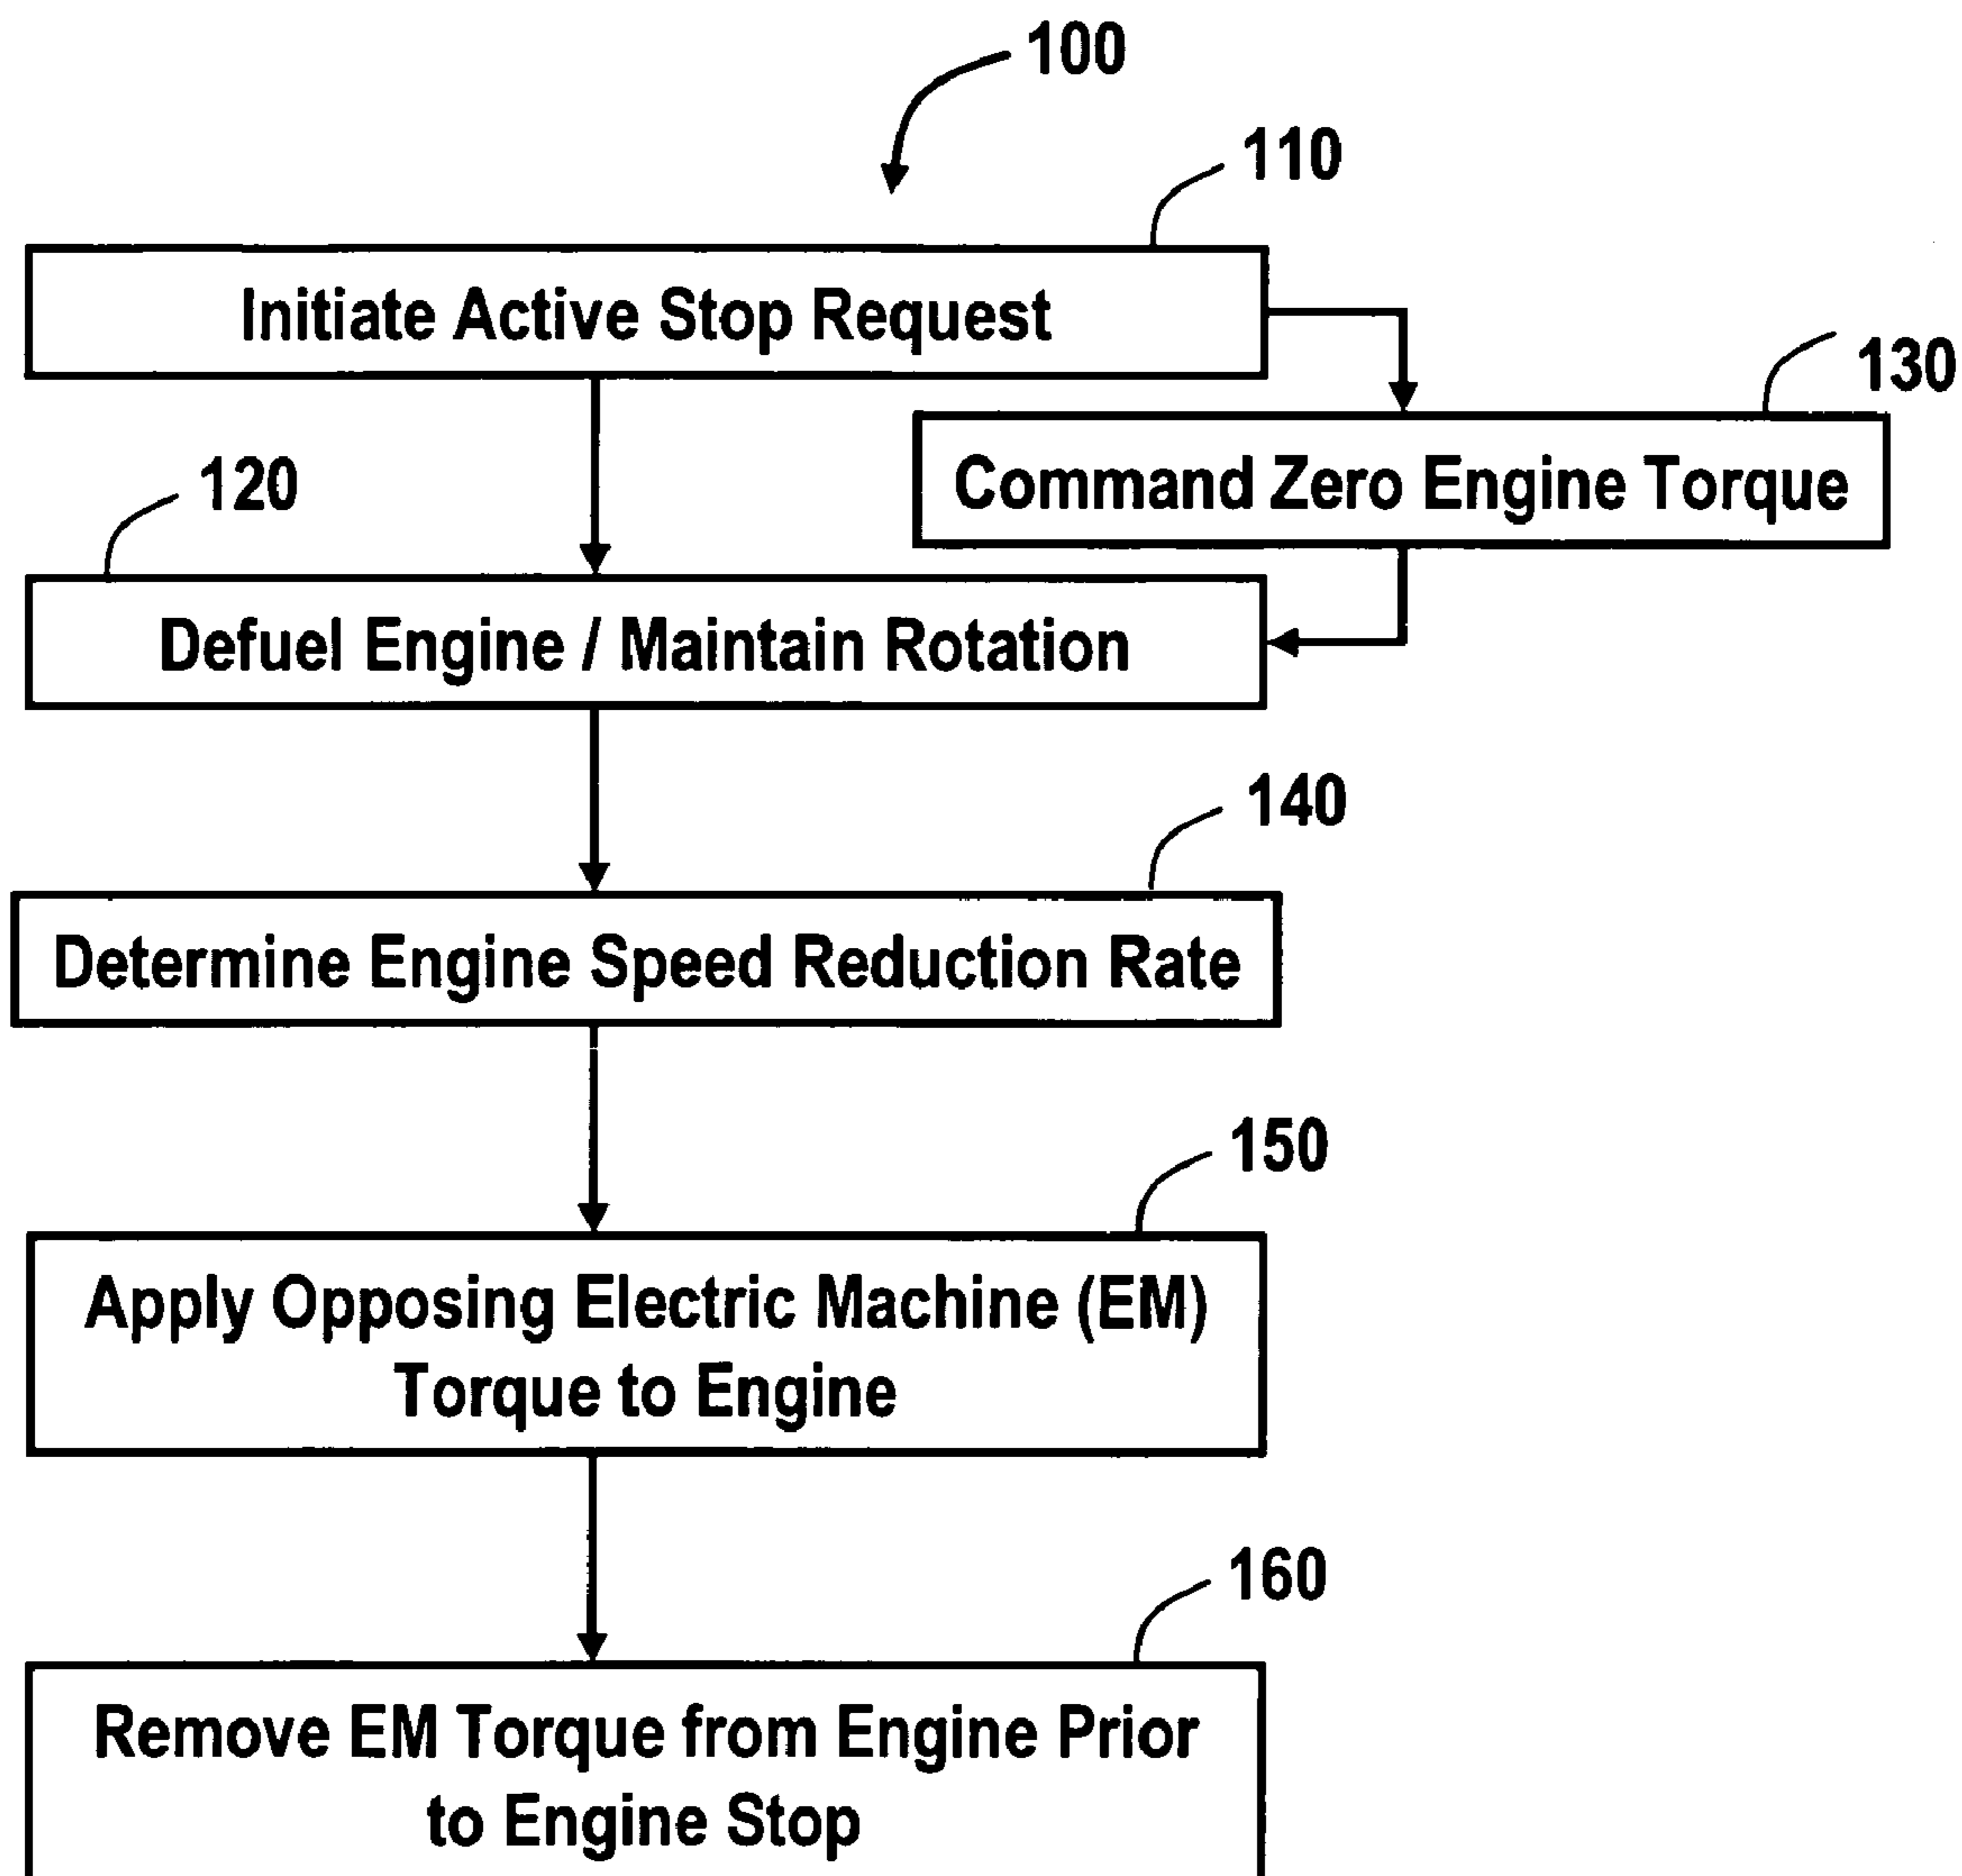 100
110
Initiate Active Stop Request
130
Command Zero Engine Torque
120
Defuel Engine / Maintain Rotation
140
Determine Engine Speed Reduction Rate
150
Apply Opposing Electric Machine (EM)
Torque to Engine
160
Remove EM Torque from Engine Prior
to Engine Stop